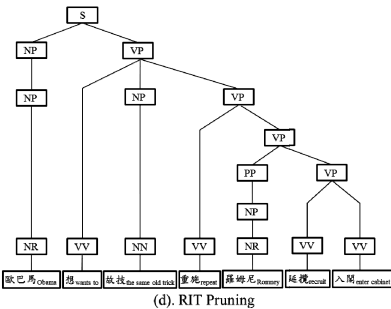 S
NP VP
NP NP VP
VP
PP VP
NP
NR VV NN VV NR VV VV
歐巴馬Obama 想wants to 故技the same old trick 重施repeat 羅姆尼Romney 延攬recruit 入閣enter cabinet
(d). RIT Pruning